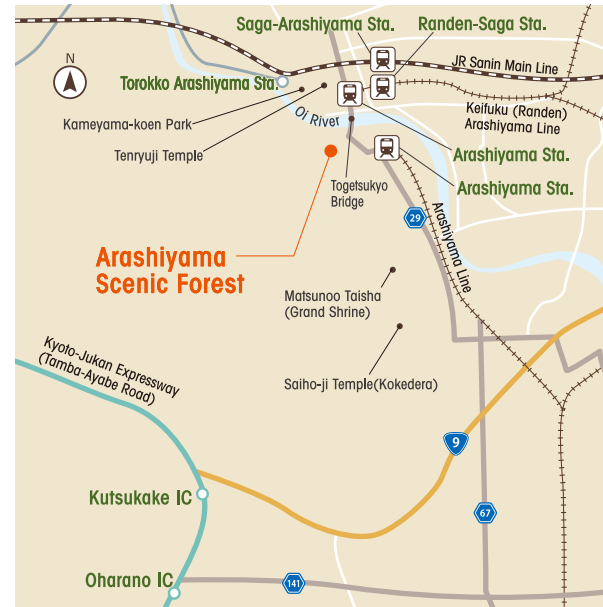 Saga-Arashiyama Sta.
Randen-Saga Sta.
N
JR Sanin Main Line
Torokko Arashiyama Sta.
Kameyama-koen Park
Oi River
Keifuku (Randen)
Arashiyama Line
Tenryuji Temple
Arashiyama Sta.
Togetsukyo
Bridge
Arashiyama Sta.
29
Arashiyama Line
Arashiyama
Scenic Forest
Matsunoo Taisha
(Grand Shrine)
Kyoto-Jukan Expressway
(Tamba-Ayabe Road)
Saiho-ji Temple(Kokedera)
9
Kutsukake IC
67
Oharano IC
141